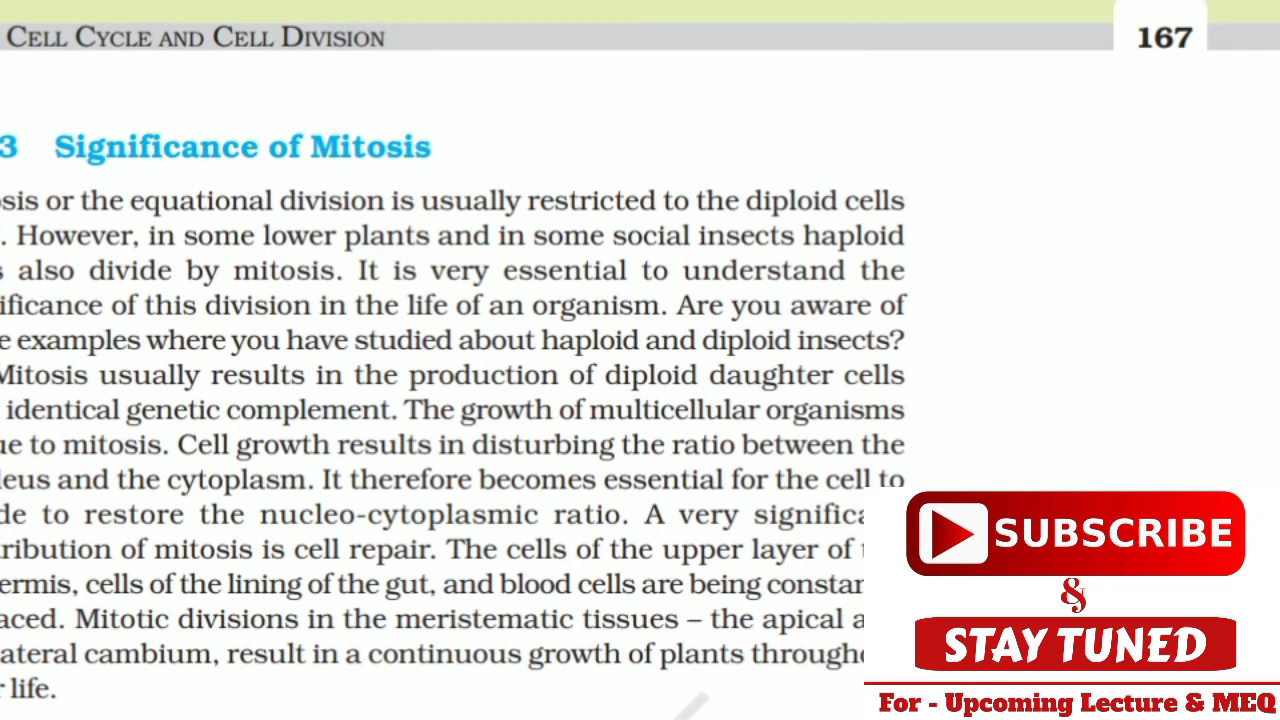 CELL CYCLE AND CELL DIVISION
167
3 Significance of Mitosis
sis or the equational division is usually restricted to the diploid cells
. However, in some lower plants and in some social insects haploid
s also divide by mitosis. It is very essential to understand the
ificance of this division in the life of an organism. Are you aware of
e examples where you have studied about haploid and diploid insects?
Mitosis usually results in the production of diploid daughter cells
identical genetic complement. The growth of multicellular organisms
ue to mitosis. Cell growth results in disturbing the ratio between the
leus and the cytoplasm. It therefore becomes essential for the cell to
de to restore the nucleo-cytoplasmic ratio. A very significa
ribution of mitosis is cell repair. The cells of the upper layer of
ermis, cells of the lining of the gut, and blood cells are being constan
aced. Mitotic divisions in the meristematic tissues – the apical a
ateral cambium, result in a continuous growth of plants through
r life.
SUBSCRIBE
&
STAY TUNED
For - Upcoming Lecture & MEQ